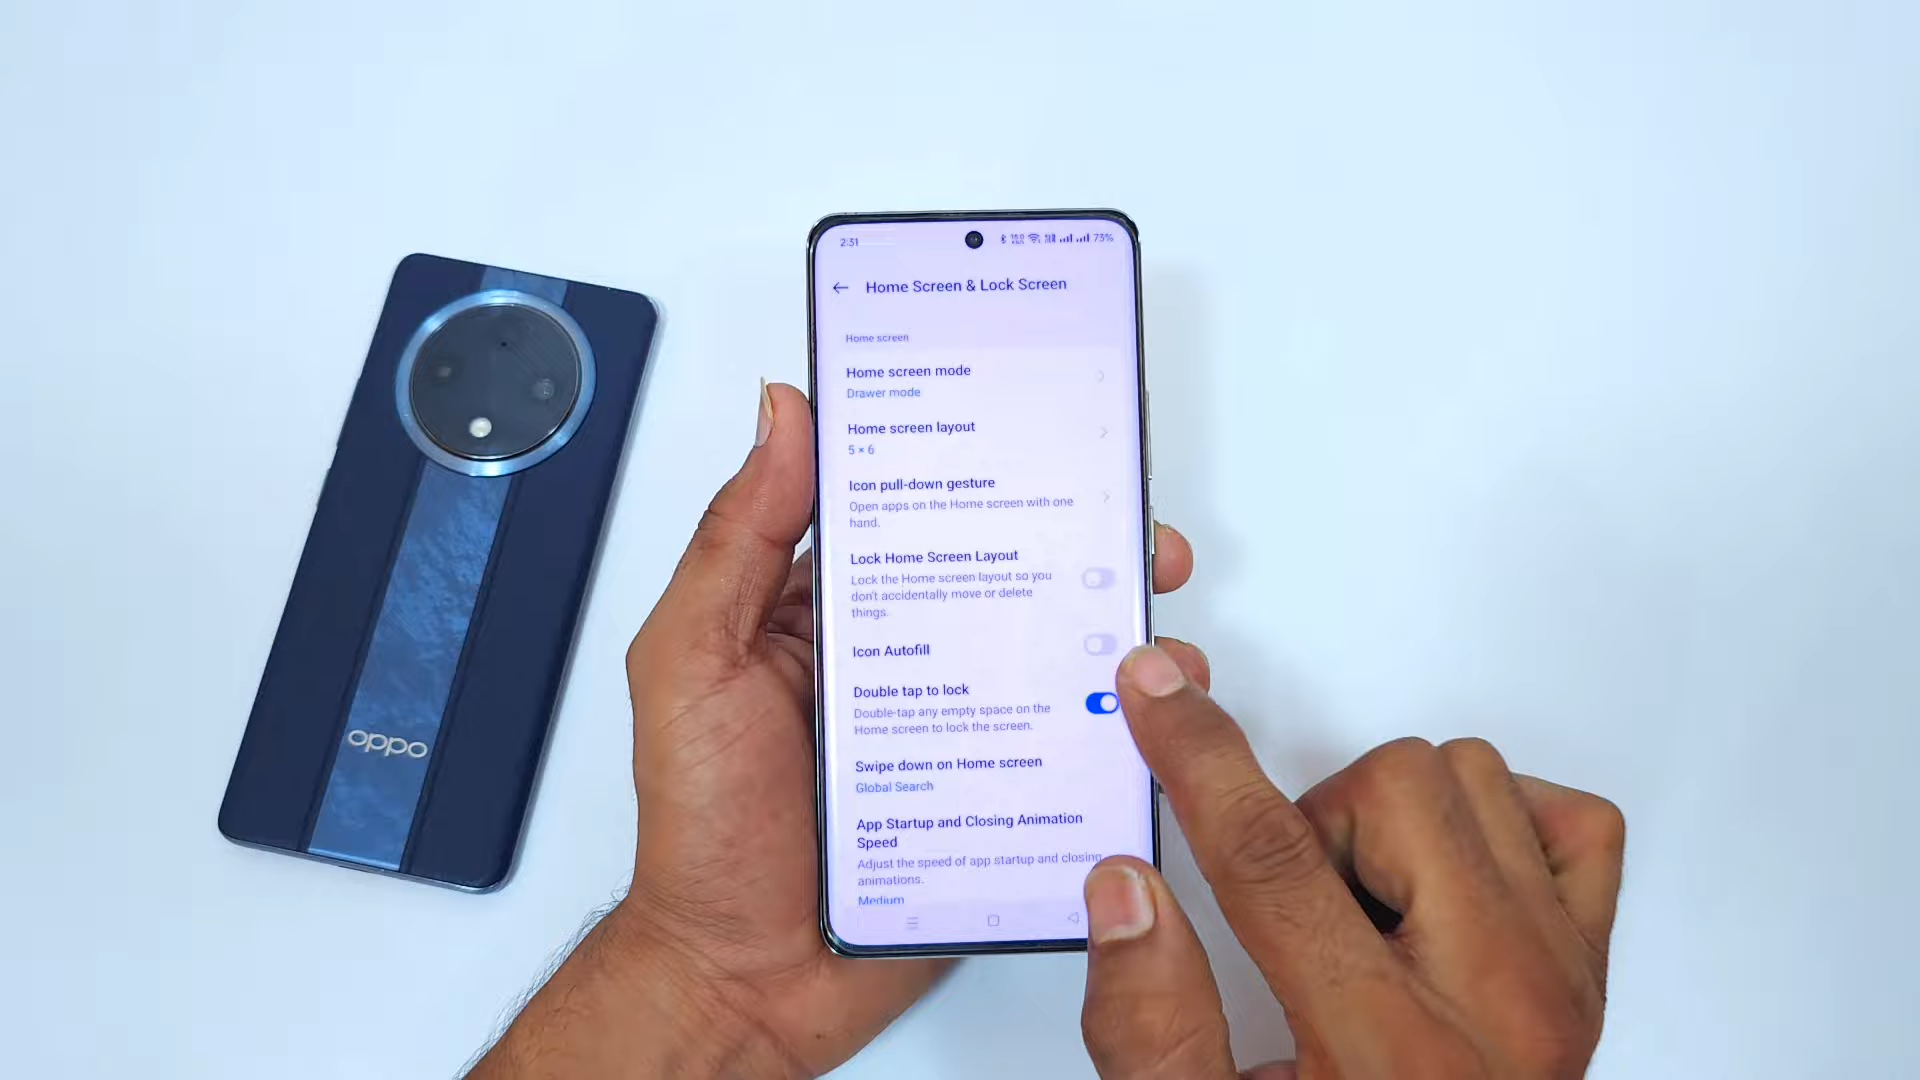 2:31
73%
Home Screen & Lock Screen
Home screen
Home screen mode
Drawer mode
Home screen layout
5 × 6
Icon pull-down gesture
Open apps on the Home screen with one
hand.
Lock Home Screen Layout
Lock the Home screen layout so you
don't accidentally move or delete
things.
Icon Autofill
Double tap to lock
Double-tap any empty space on the
Home screen to lock the screen.
Swipe down on Home screen
Global Search
App Startup and Closing Animation
Speed
Adjust the speed of app startup and closing
animations.
Medium
oppo